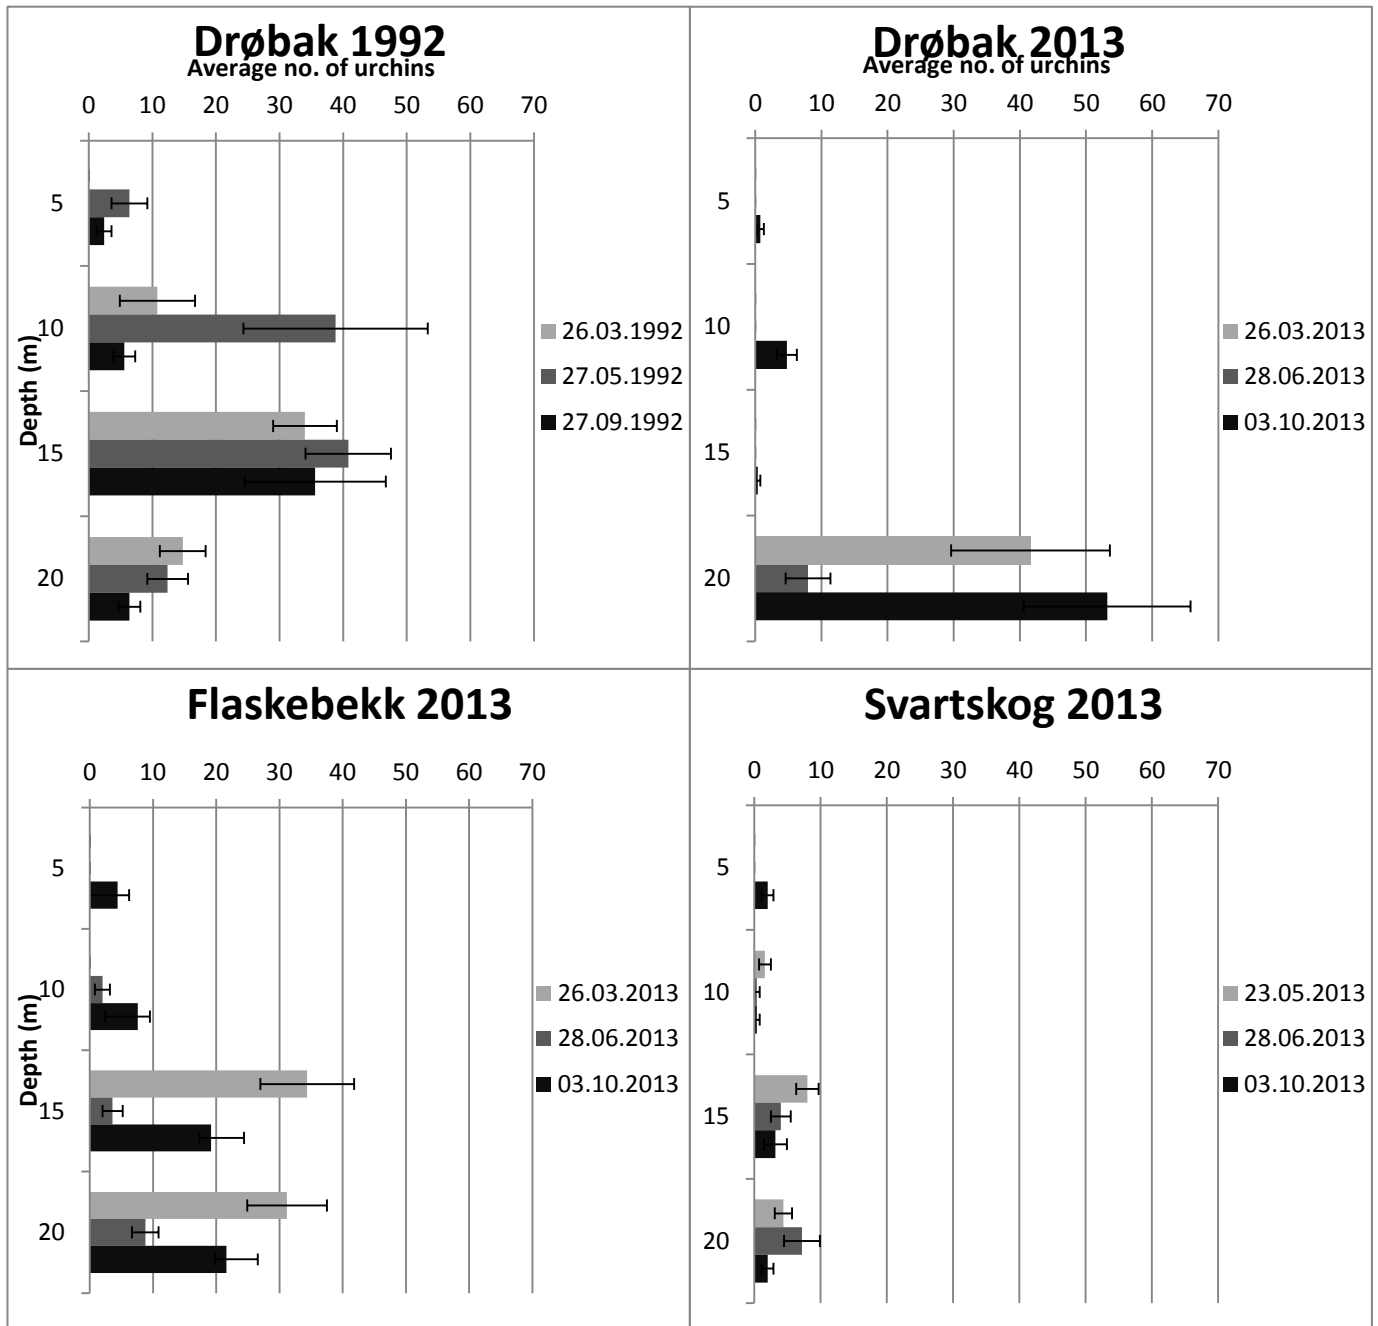 Drøbak 1992
Average no. of urchins
0 10 20 30 40 50 60 70
5
10
15
20
Depth (m)
26.03.1992
27.05.1992
27.09.1992
Drøbak 2013
Average no. of urchins
0 10 20 30 40 50 60 70
5
10
15
20
26.03.2013
28.06.2013
03.10.2013
Flaskebekk 2013
0 10 20 30 40 50 60 70
5
10
15
20
Depth (m)
26.03.2013
28.06.2013
03.10.2013
Svartskog 2013
0 10 20 30 40 50 60 70
5
10
15
20
23.05.2013
28.06.2013
03.10.2013